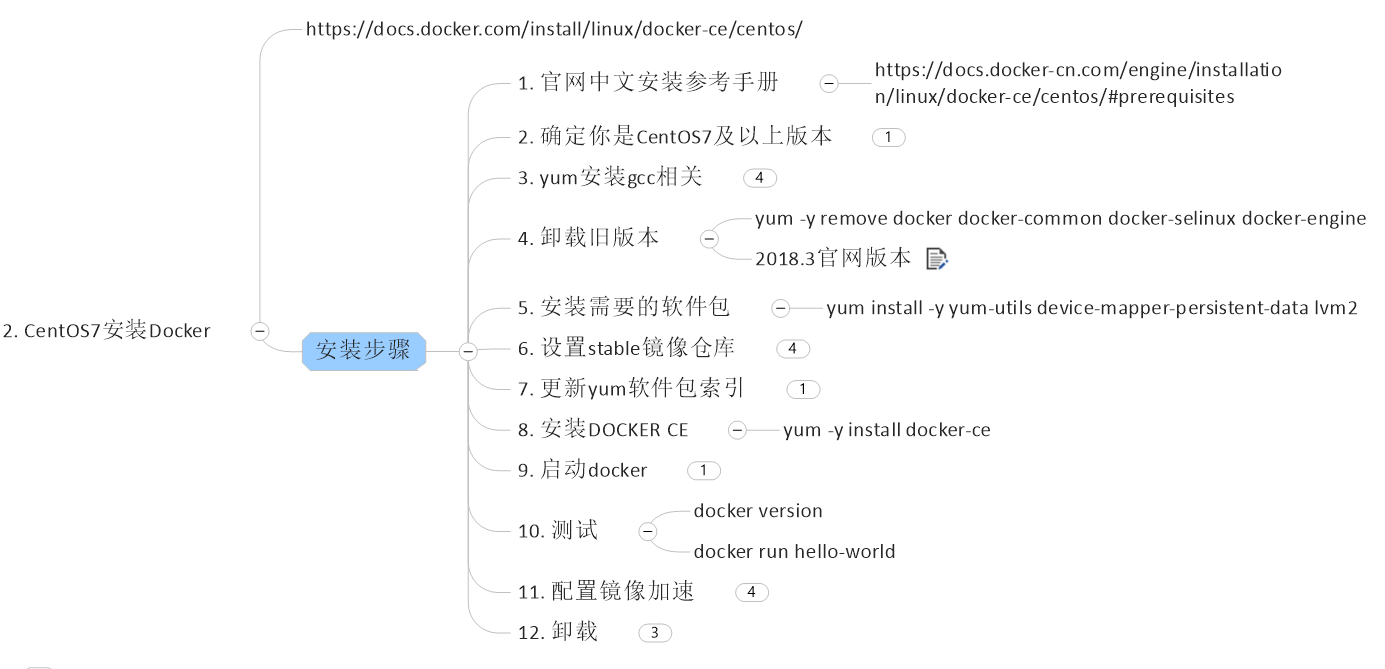 https://docs.docker.com/install/linux/docker-ce/centos/
1. 官网中文安装参考手册
https://docs.docker-cn.com/engine/installatio
n/linux/docker-ce/centos/#prerequisites
2. 确定你是CentOS7及以上版本 1
3. yum安装gcc相关 4
4. 卸载旧版本
yum -y remove docker docker-common docker-selinux docker-engine
2018.3官网版本
5. 安装需要的软件包
yum install -y yum-utils device-mapper-persistent-data lvm2
2. CentOS7安装Docker
安装步骤
6. 设置stable镜像仓库 4
7. 更新yum软件包索引 1
8. 安装DOCKER CE
yum -y install docker-ce
9. 启动docker 1
10. 测试
docker version
docker run hello-world
11. 配置镜像加速 4
12. 卸载 3